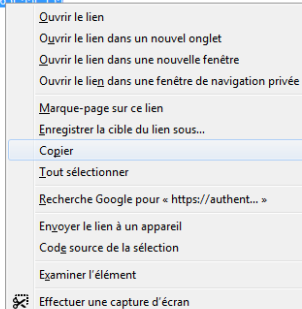 Ouvrir le lien
Ouvrir le lien dans un nouvel onglet
Ouvrir le lien dans une nouvelle fenêtre
Ouvrir le lien dans une fenêtre de navigation privée
Marque-page sur ce lien
Enregistrer la cible du lien sous...
Copier
Tout sélectionner
Recherche Google pour « https://authent... »
Envoyer le lien à un appareil
Code source de la sélection
Examiner l'élément
Effectuer une capture d'écran